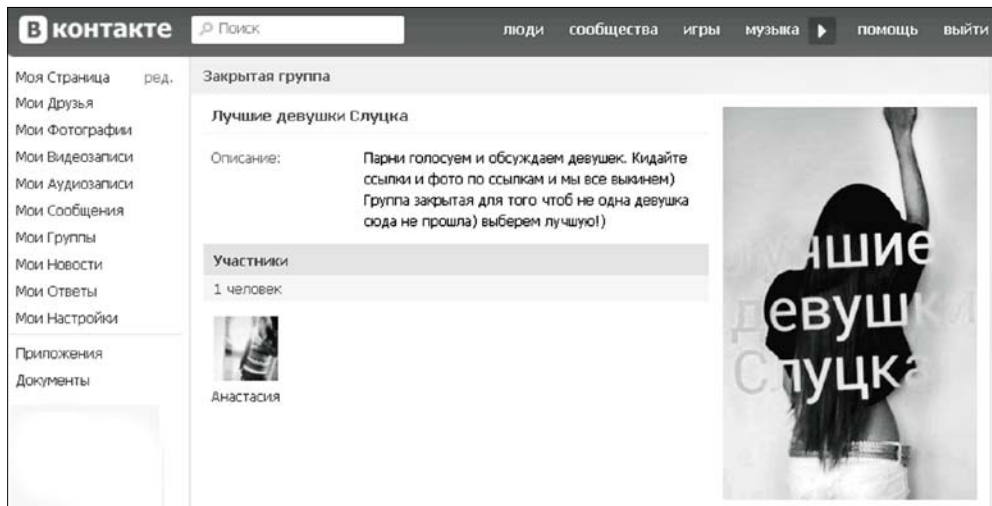 В контакте
Поиск
люди сообщества игры музыка помощь выйти
Моя Страница ред.
Мои Друзья
Мои Фотографии
Мои Видеозаписи
Мои Аудиозаписи
Мои Сообщения
Мои Группы
Мои Новости
Мои Ответы
Мои Настройки
Приложения
Документы
Закрытая группа
Лучшие девушки Слуцка
Описание:
Парни голосуем и обсуждаем девушек. Кидайте
ссылки и фото по ссылкам и мы все выкинем)
Группа закрытая для того чтоб не одна девушка
сюда не прошла) выберем лучшую!)
Участники
1 человек
Анастасия
лучшие
девушки
Слуцка